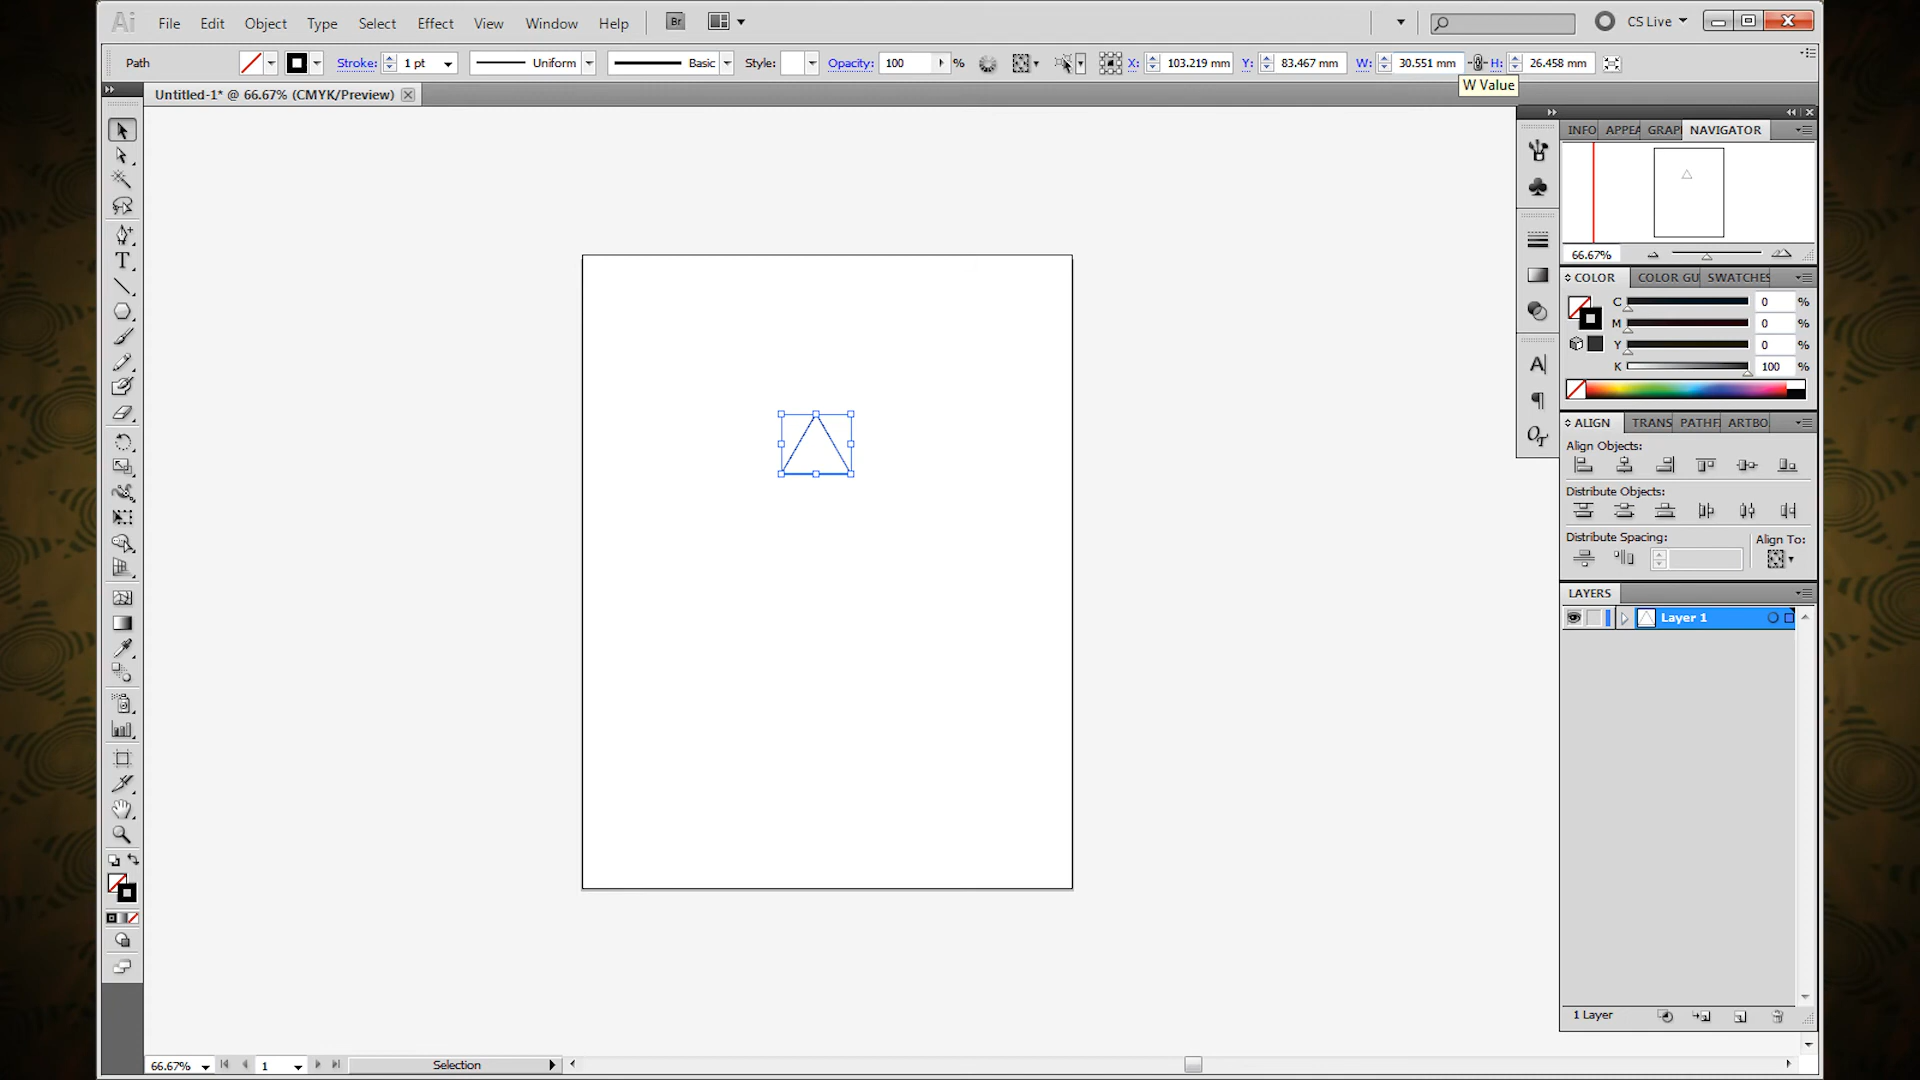 Ai File Edit Object Type Select Effect View Window Help Br CS Live
Path Stroke: 1 pt Uniform Basic Style: Opacity: 100 % X: 103.219 mm Y: 83.467 mm W: 30.551 mm H: 26.458 mm
W Value
Untitled-1* @ 66.67% (CMYK/Preview)
INFO APPEA GRAP NAVIGATOR
66.67%
COLOR COLOR GU SWATCHES
C 0 %
M 0 %
Y 0 %
K 100 %
ALIGN TRANS PATHF ARTBO
Align Objects:
Distribute Objects:
Distribute Spacing: Align To:
LAYERS
Layer 1
1 Layer
66.67% 1 Selection